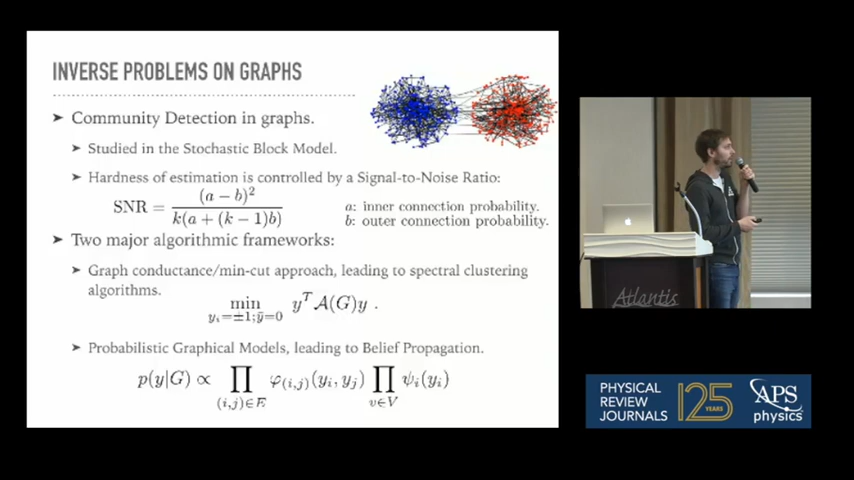 INVERSE PROBLEMS ON GRAPHS
➤ Community Detection in graphs.
➤ Studied in the Stochastic Block Model.
➤ Hardness of estimation is controlled by a Signal-to-Noise Ratio:
SNR = (a − b)² / k(a + (k − 1)b)
a: inner connection probability.
b: outer connection probability.
➤ Two major algorithmic frameworks:
➤ Graph conductance/min-cut approach, leading to spectral clustering
algorithms.
min_{y_i=±1; ȳ=0} y^T 𝒜(G)y .
➤ Probabilistic Graphical Models, leading to Belief Propagation.
p(y|G) ∝ ∏_{(i,j)∈E} φ_{(i,j)}(y_i, y_j) ∏_{v∈V} ψ_i(y_i)
Atlantis
PHYSICAL
REVIEW
JOURNALS
125
YEARS
APS
physics